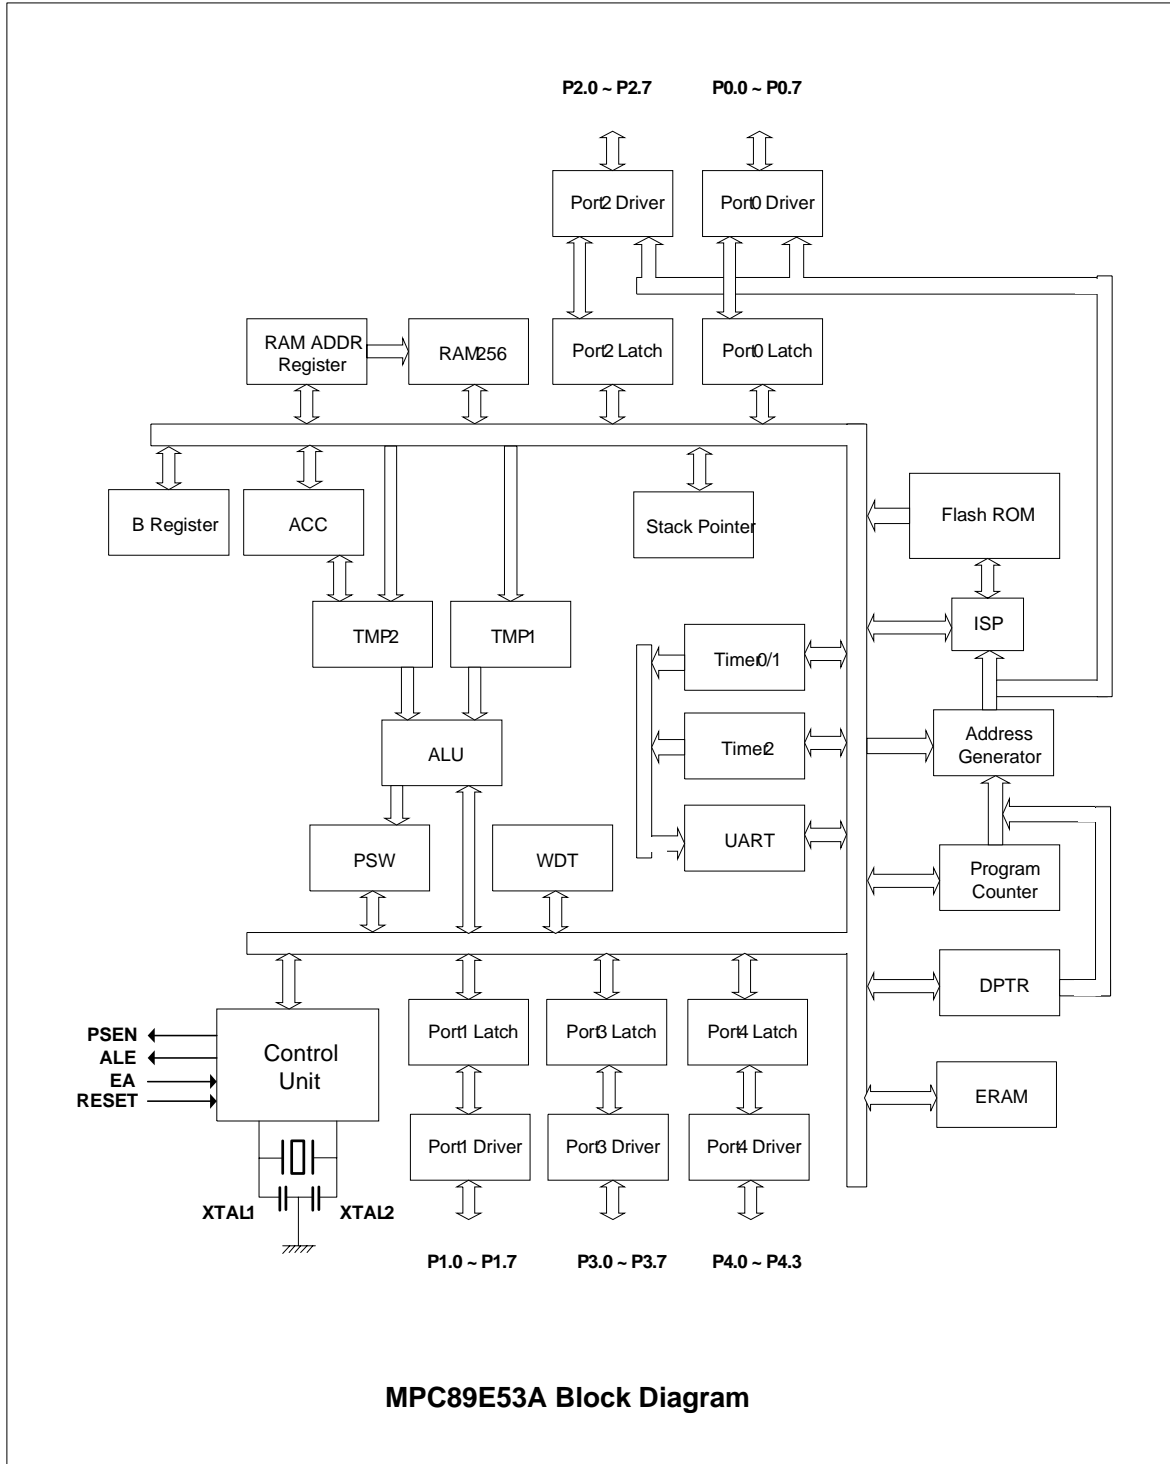 P2.0 ~ P2.7
P0.0 ~ P0.7
Port2 Driver
Port0 Driver
RAM ADDR
Register
RAM256
Port2 Latch
Port0 Latch
B Register
ACC
Stack Pointer
Flash ROM
TMP2
TMP1
ISP
Timer0/1
ALU
Timer2
Address
Generator
PSW
WDT
UART
Program
Counter
DPTR
PSEN
ALE
EA
RESET
Control
Unit
Port1 Latch
Port3 Latch
Port4 Latch
ERAM
Port1 Driver
Port3 Driver
Port4 Driver
XTAL1
XTAL2
P1.0 ~ P1.7
P3.0 ~ P3.7
P4.0 ~ P4.3
MPC89E53A Block Diagram